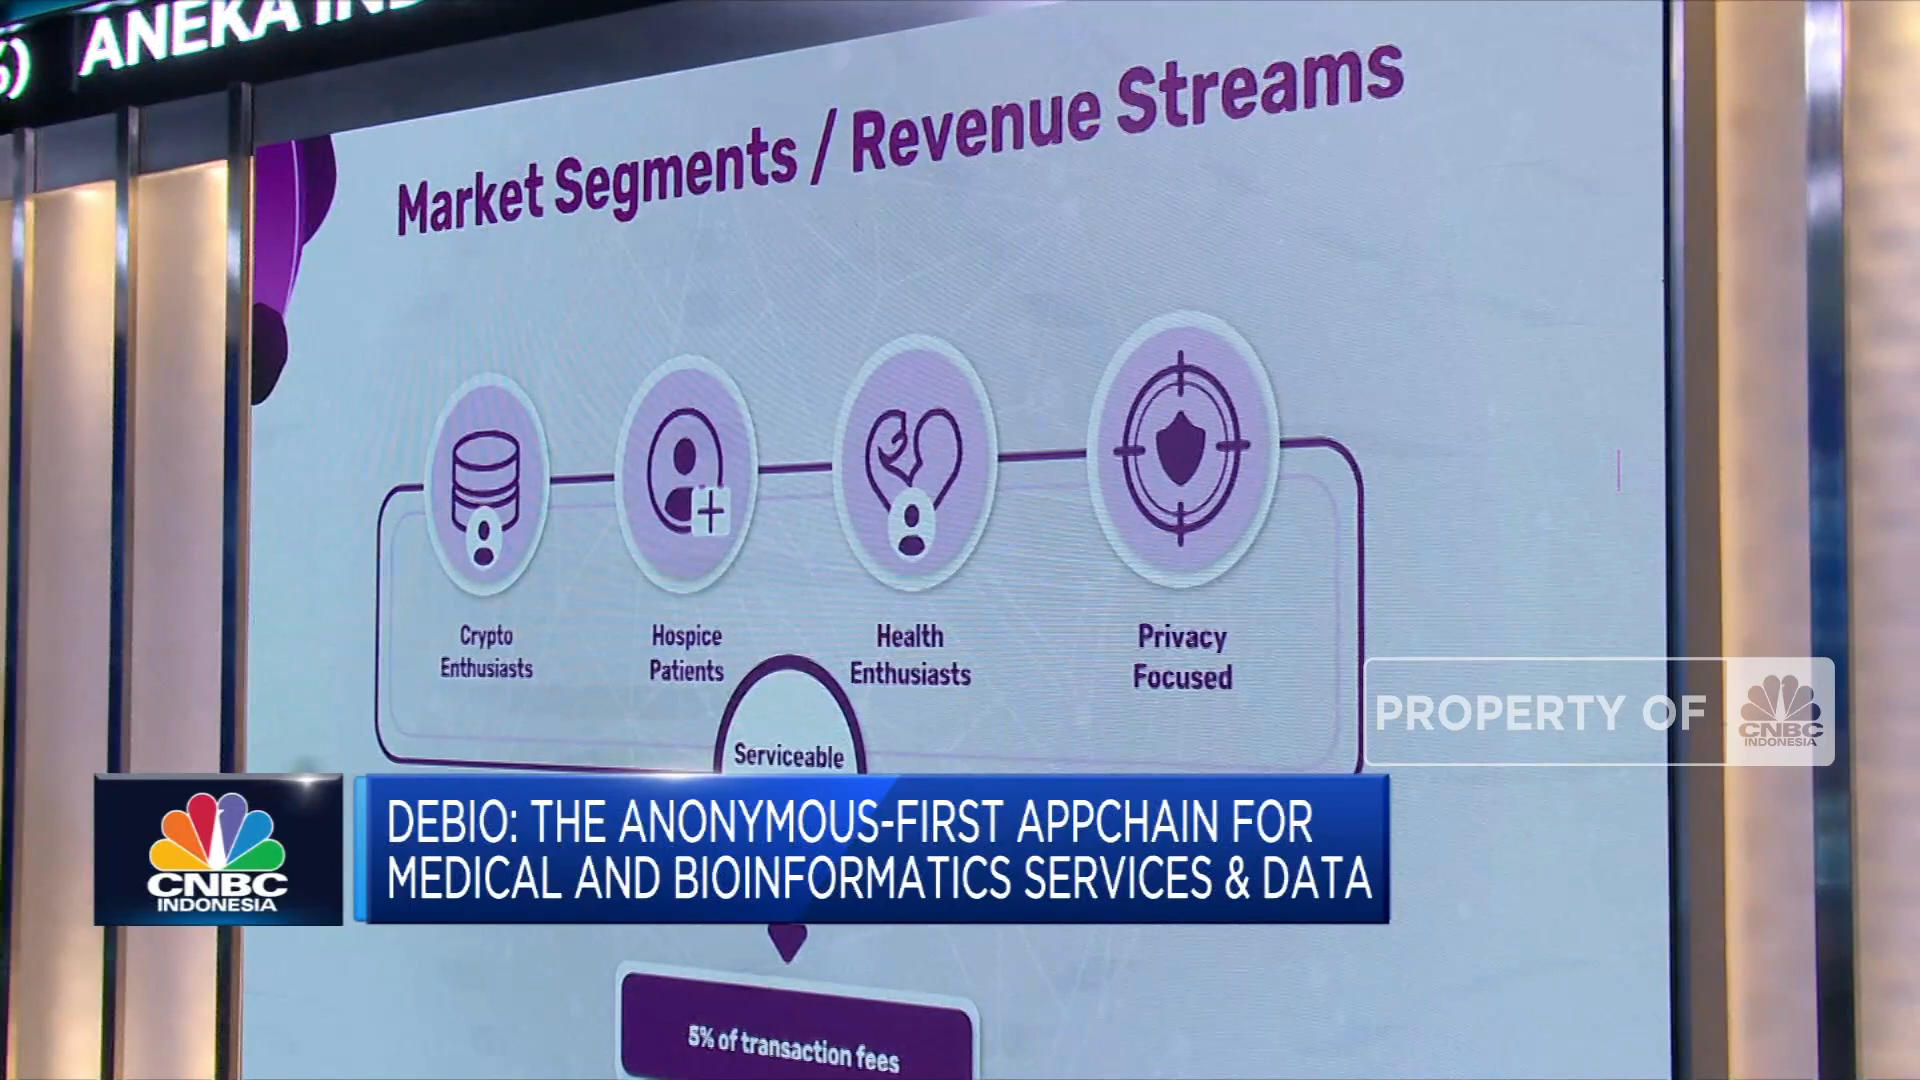 ANEKA
Market Segments / Revenue Streams
Crypto
Enthusiasts
Hospice
Patients
Health
Enthusiasts
Privacy
Focused
Serviceable
PROPERTY OF
CNBC
INDONESIA
CNBC
INDONESIA
DEBIO: THE ANONYMOUS-FIRST APPCHAIN FOR
MEDICAL AND BIOINFORMATICS SERVICES & DATA
5% of transaction fees